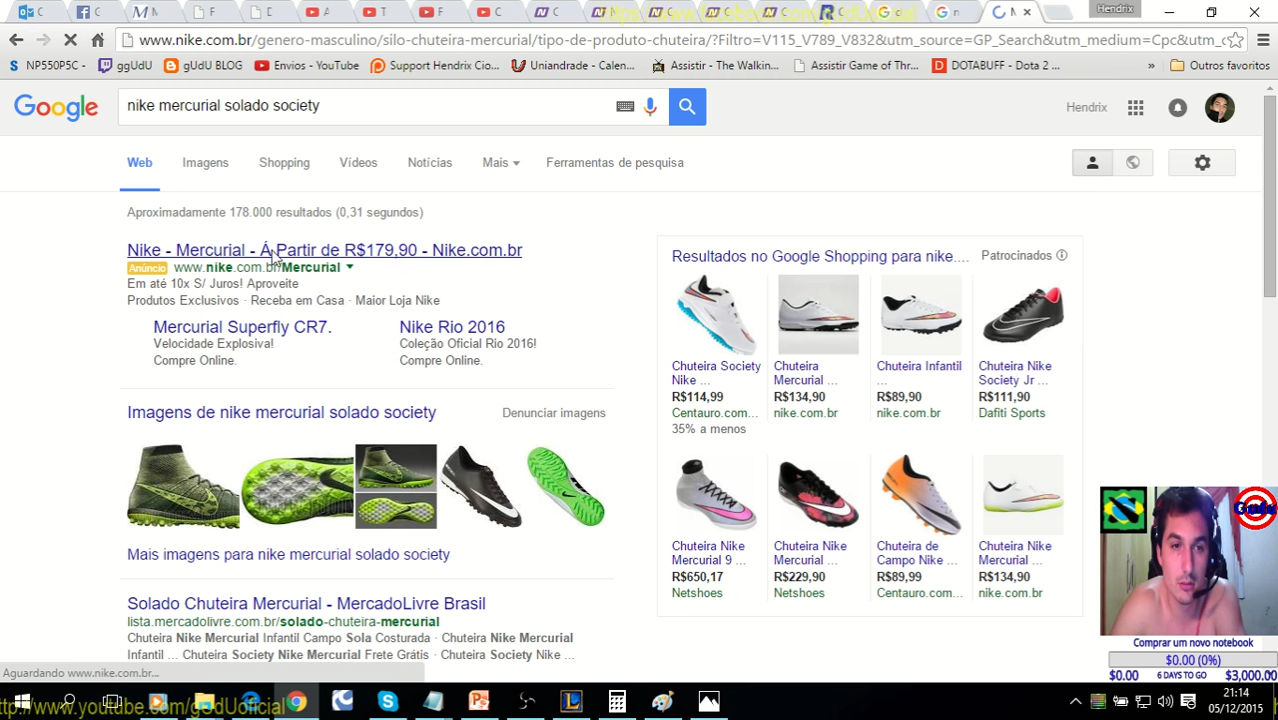 Hendrix
www.nike.com.br/genero-masculino/silo-chuteira-mercurial/tipo-de-produto-chuteira/?Filtro=V115_V789_V832&utm_source=GP_Search&utm_medium=Cpc&utm_c
NP550P5C - ggUdU gUdU BLOG Envios - YouTube Support Hendrix Cio... Uniandrade - Calen... Assistir - The Walkin... Assistir Game of Thr... DOTABUFF - Dota 2 ... » Outros favoritos
Google nike mercurial solado society Hendrix
Web Imagens Shopping Vídeos Notícias Mais Ferramentas de pesquisa
Aproximadamente 178.000 resultados (0,31 segundos)
Nike - Mercurial - Á Partir de R$179,90 - Nike.com.br
Anúncio www.nike.com.br/Mercurial
Em até 10x S/ Juros! Aproveite
Produtos Exclusivos · Receba em Casa · Maior Loja Nike
Mercurial Superfly CR7. Nike Rio 2016
Velocidade Explosiva! Coleção Oficial Rio 2016!
Compre Online. Compre Online.
Imagens de nike mercurial solado society Denunciar imagens
Mais imagens para nike mercurial solado society
Solado Chuteira Mercurial - MercadoLivre Brasil
lista.mercadolivre.com.br/solado-chuteira-mercurial
Chuteira Nike Mercurial Infantil Campo Sola Costurada · Chuteira Nike Mercurial
Infantil ... Chuteira Society Nike Mercurial Frete Grátis · Chuteira Society Nike ...
Resultados no Google Shopping para nike.... Patrocinados
Chuteira Society Chuteira Chuteira Infantil Chuteira Nike
Nike ... Mercurial ... ... Society Jr ...
R$114,99 R$134,90 R$89,90 R$111,90
Centauro.com... nike.com.br nike.com.br Dafiti Sports
35% a menos
Chuteira Nike Chuteira Nike Chuteira de Chuteira Nike
Mercurial 9 ... Mercurial ... Campo Nike ... Mercurial ...
R$650,17 R$229,90 R$89,99 R$134,90
Netshoes Netshoes Centauro.com... nike.com.br
Comprar um novo notebook
$0.00 (0%)
$0.00 6 DAYS TO GO $3,000.00
Aguardando www.nike.com.br...
21:14
05/12/2015
http://www.youtube.com/gUdUoficial